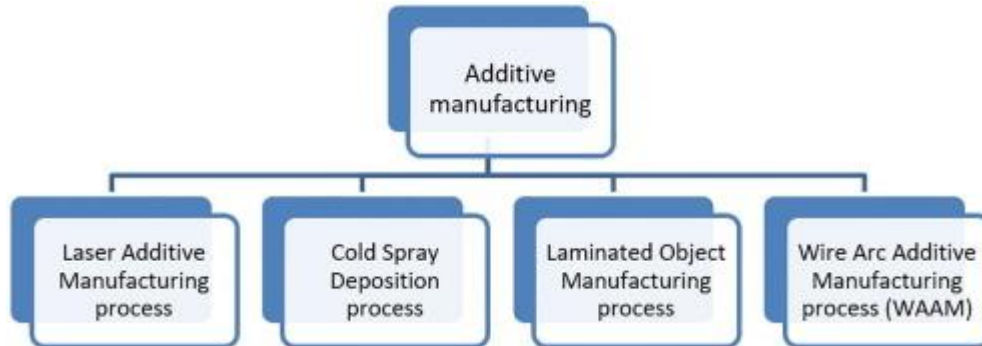 Additive
manufacturing
Laser Additive
Manufacturing
process
Cold Spray
Deposition
process
Laminated Object
Manufacturing
process
Wire Arc Additive
Manufacturing
process (WAAM)